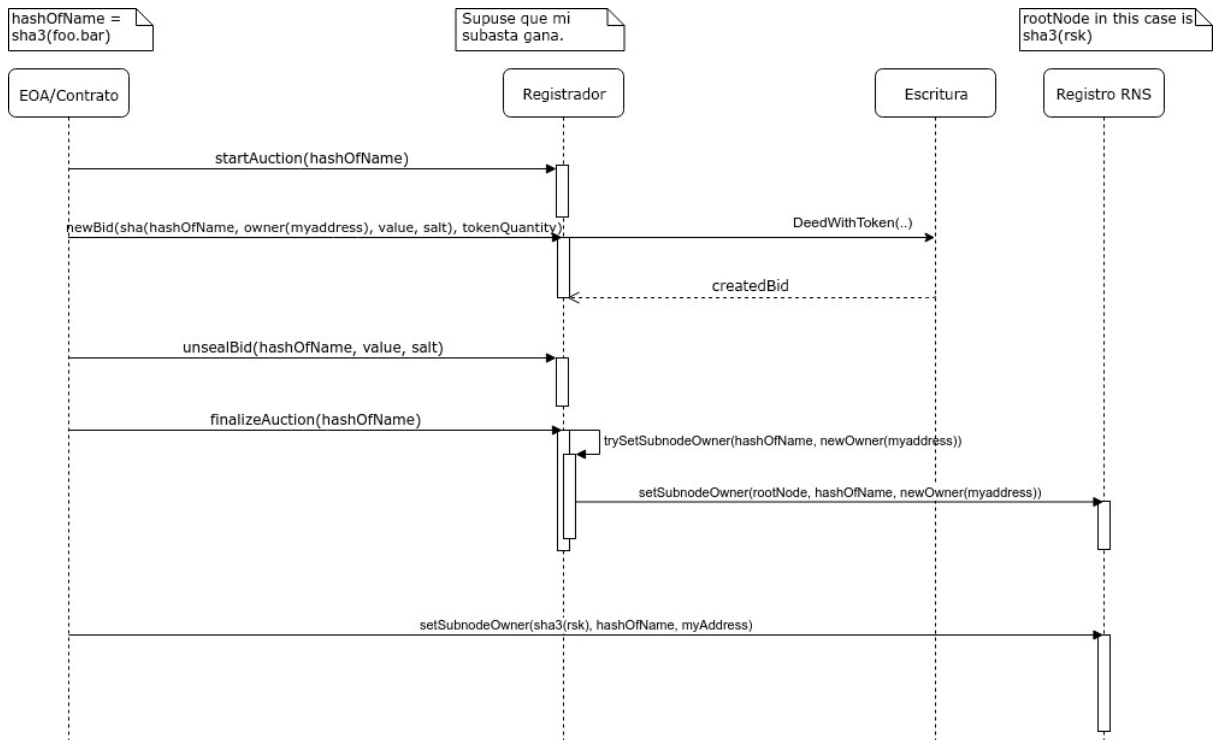 hashOfName =
sha3(foo.bar)
Supuse que mi
subasta gana.
rootNode in this case is
sha3(rsk)
EOA/Contrato
Registrador
Escritura
Registro RNS
startAuction(hashOfName)
newBid(sha(hashOfName, owner(myaddress), value, salt), tokenQuantity)
DeedWithToken(..)
createdBid
unsealBid(hashOfName, value, salt)
finalizeAuction(hashOfName)
trySetSubnodeOwner(hashOfName, newOwner(myaddress))
setSubnodeOwner(rootNode, hashOfName, newOwner(myaddress))
setSubnodeOwner(sha3(rsk), hashOfName, myAddress)